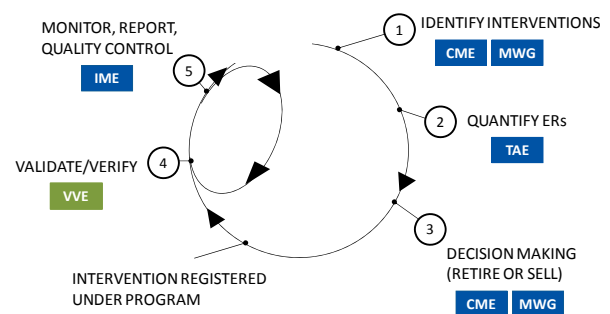 1
IDENTIFY INTERVENTIONS
CME MWG
2
QUANTIFY ERs
TAE
3
DECISION MAKING
(RETIRE OR SELL)
CME MWG
INTERVENTION REGISTERED
UNDER PROGRAM
4
VALIDATE/VERIFY
VVE
5
MONITOR, REPORT,
QUALITY CONTROL
IME